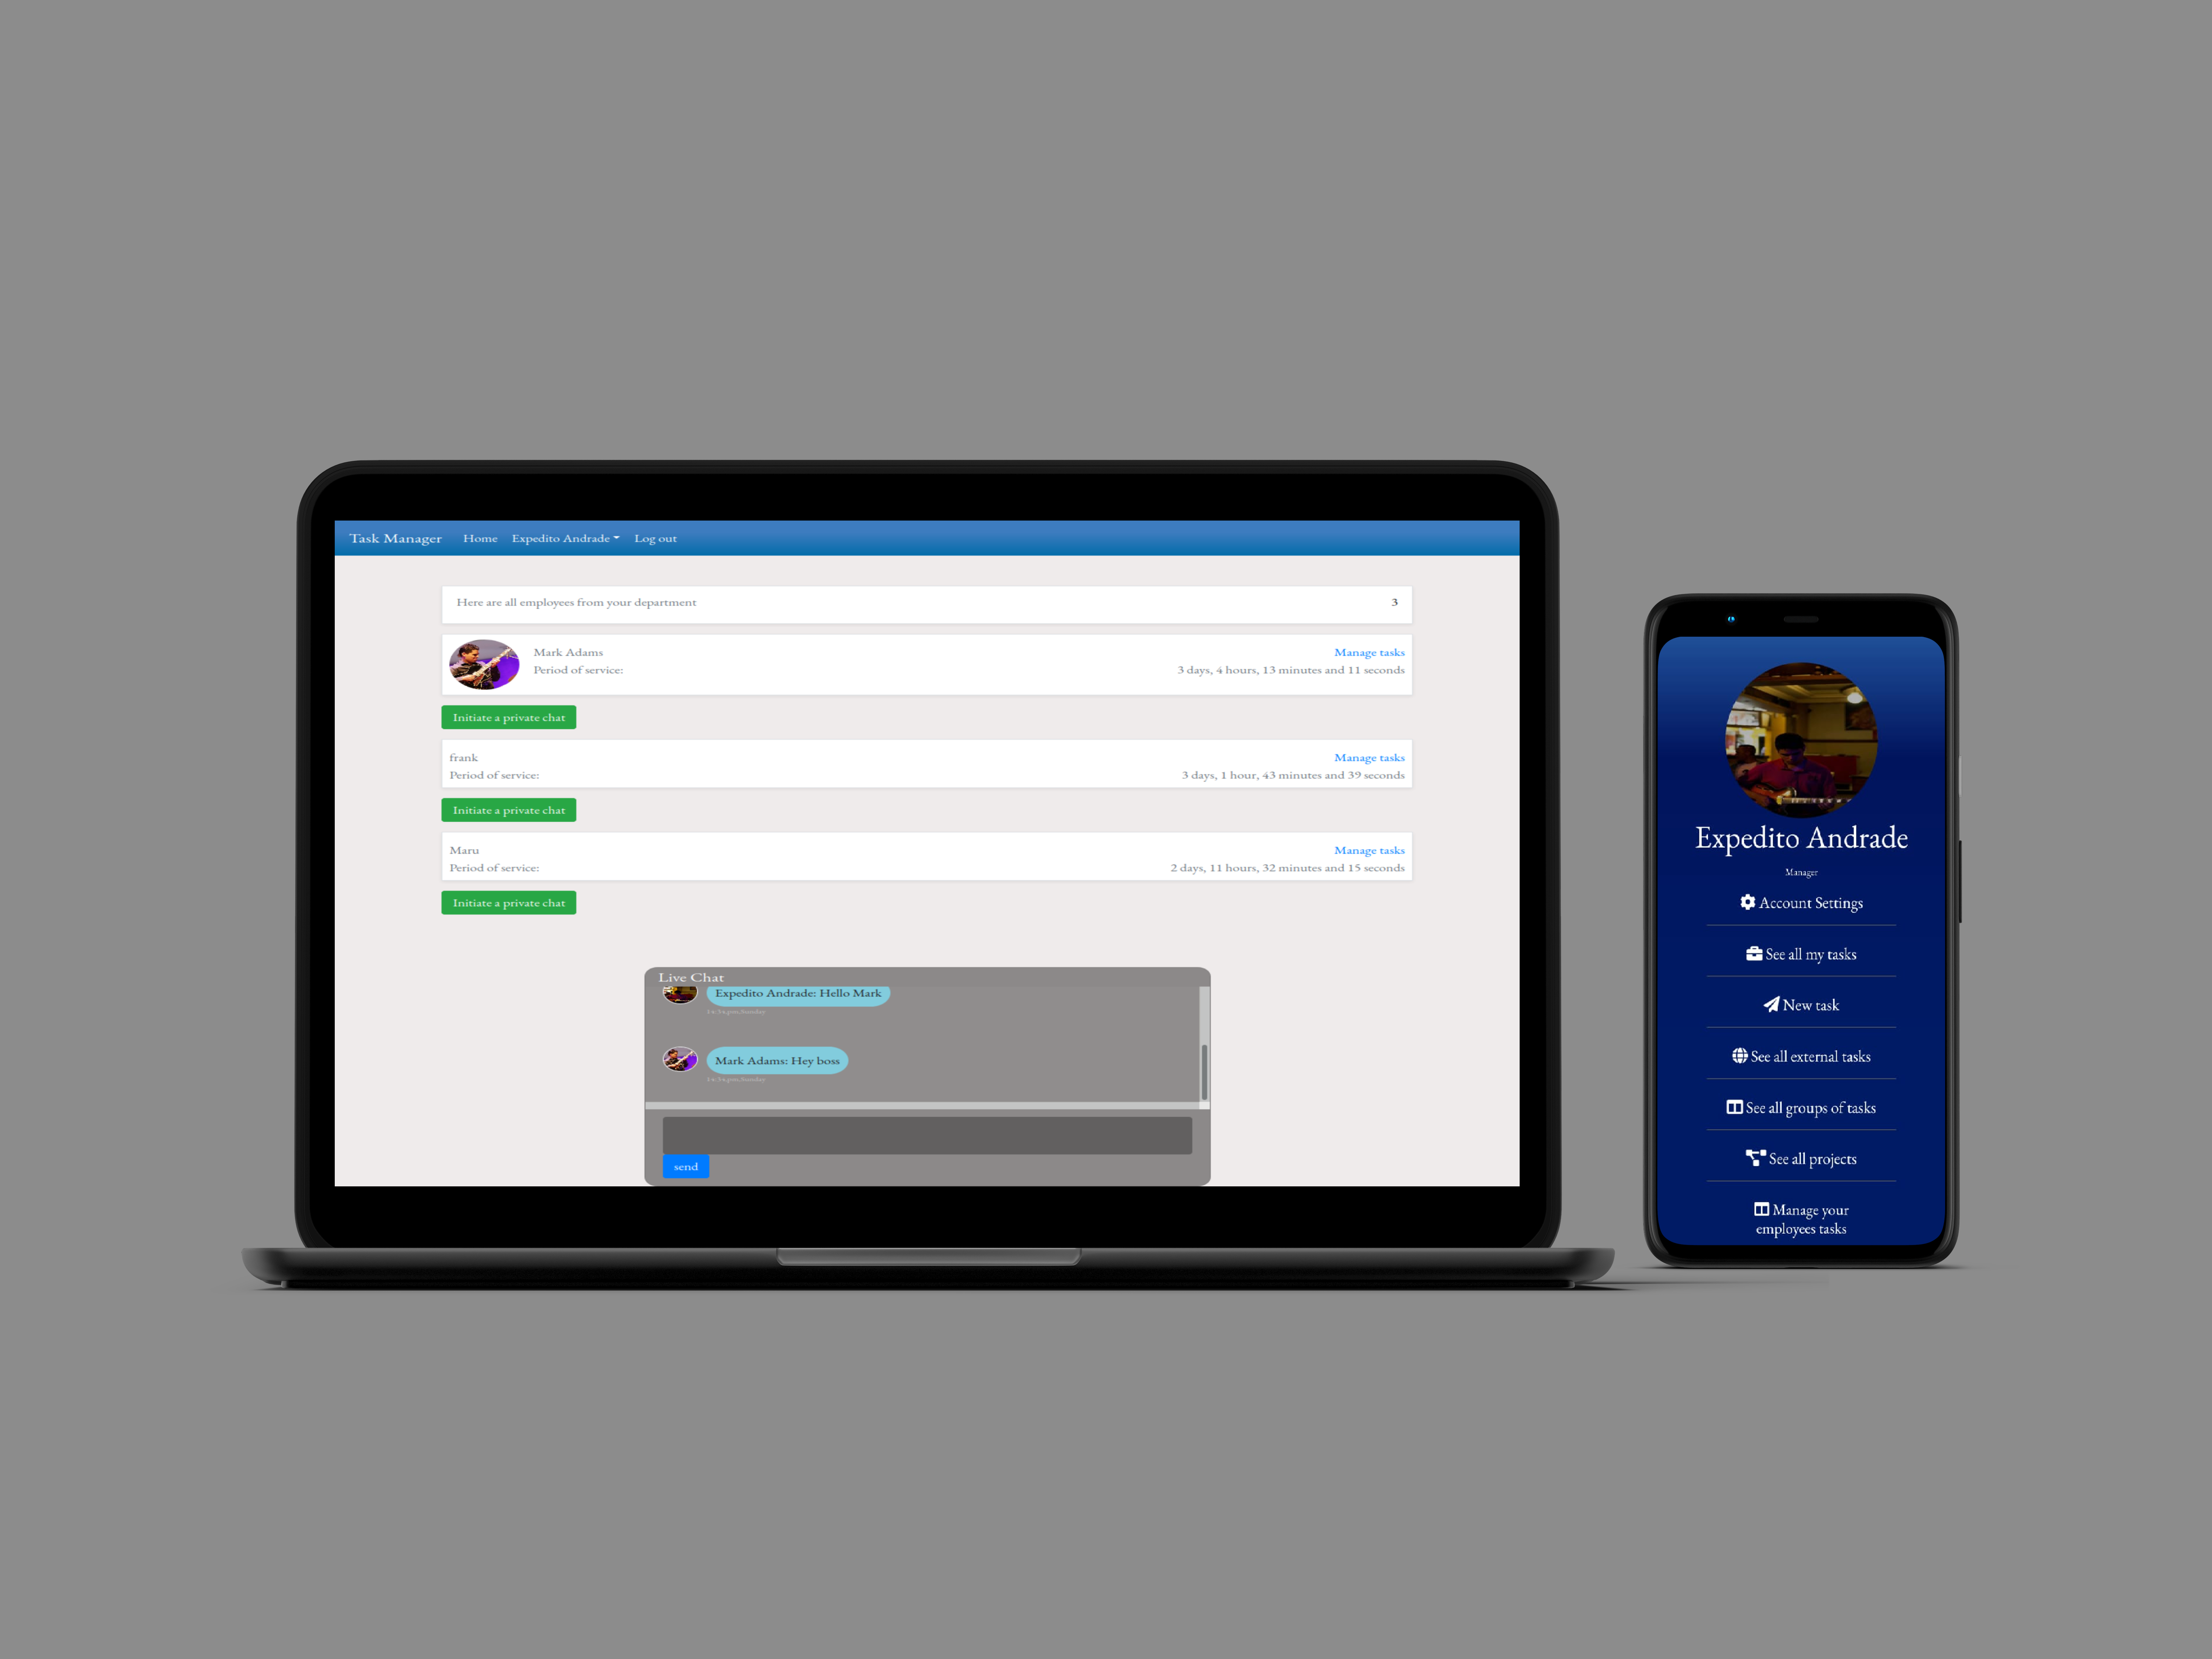 Task Manager Home Expedito Andrade Log out
Here are all employees from your department 3
Mark Adams Manage tasks
Period of service: 3 days, 4 hours, 13 minutes and 11 seconds
Initiate a private chat
frank Manage tasks
Period of service: 3 days, 1 hour, 43 minutes and 39 seconds
Initiate a private chat
Maru Manage tasks
Period of service: 2 days, 11 hours, 32 minutes and 15 seconds
Initiate a private chat
Live Chat
Expedito Andrade: Hello Mark
Mark Adams: Hey boss
send
Expedito Andrade
Manager
Account Settings
See all my tasks
New task
See all external tasks
See all groups of tasks
See all projects
Manage your
employees tasks